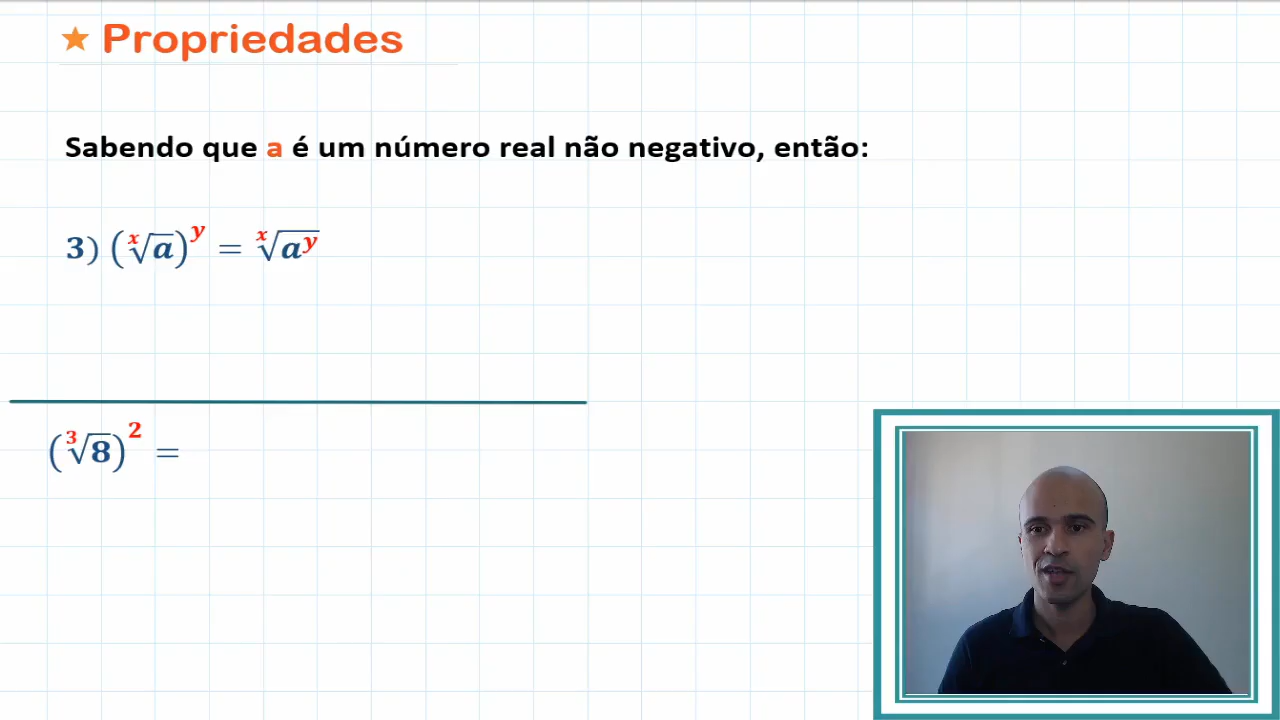 Propriedades
Sabendo que a é um número real não negativo, então:
3) (ˣ√a)ʸ = ˣ√aʸ
(³√8)² =